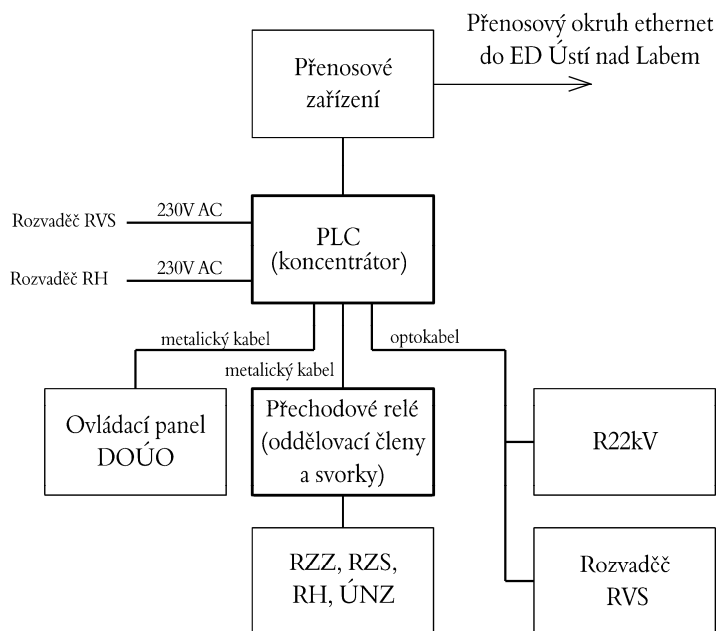 Přenosový okruh ethernet
do ED Ústí nad Labem
Přenosové
zařízení
Rozvaděč RVS
230V AC
PLC
(koncentrátor)
Rozvaděč RH
230V AC
metalický kabel
optokabel
metalický kabel
Ovládací panel
DOÚO
Přechodové relé
(oddělovací členy
a svorky)
R22kV
RZZ, RZS,
RH, ÚNZ
Rozvaděč
RVS